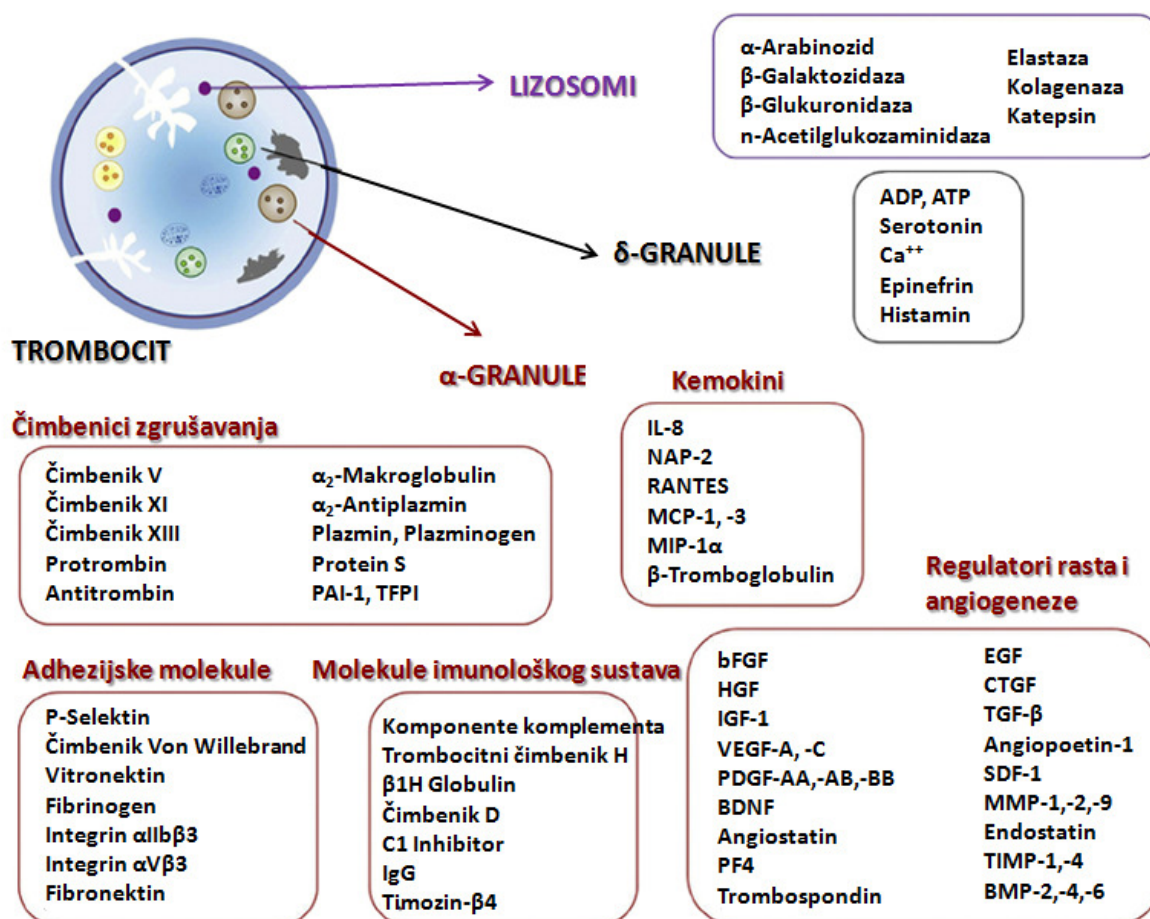 LIZOSOMI
α-Arabinozid
β-Galaktozidaza
β-Glukuronidaza
n-Acetilglukozaminidaza
Elastaza
Kolagenaza
Katepsin
δ-GRANULE
ADP, ATP
Serotonin
Ca⁺⁺
Epinefrin
Histamin
TROMBOCIT
α-GRANULE
Čimbenici zgrušavanja
Čimbenik V
Čimbenik XI
Čimbenik XIII
Protrombin
Antitrombin
α₂-Makroglobulin
α₂-Antiplazmin
Plazmin, Plazminogen
Protein S
PAI-1, TFPI
Kemokini
IL-8
NAP-2
RANTES
MCP-1, -3
MIP-1α
β-Tromboglobulin
Adhezijske molekule
P-Selektin
Čimbenik Von Willebrand
Vitronektin
Fibrinogen
Integrin αIIbβ3
Integrin αVβ3
Fibronektin
Molekule imunološkog sustava
Komponente komplementa
Trombocitni čimbenik H
β1H Globulin
Čimbenik D
C1 Inhibitor
IgG
Timozin-β4
Regulatori rasta i
angiogeneze
bFGF
HGF
IGF-1
VEGF-A, -C
PDGF-AA,-AB,-BB
BDNF
Angiostatin
PF4
Trombospondin
EGF
CTGF
TGF-β
Angiopoetin-1
SDF-1
MMP-1,-2,-9
Endostatin
TIMP-1,-4
BMP-2,-4,-6